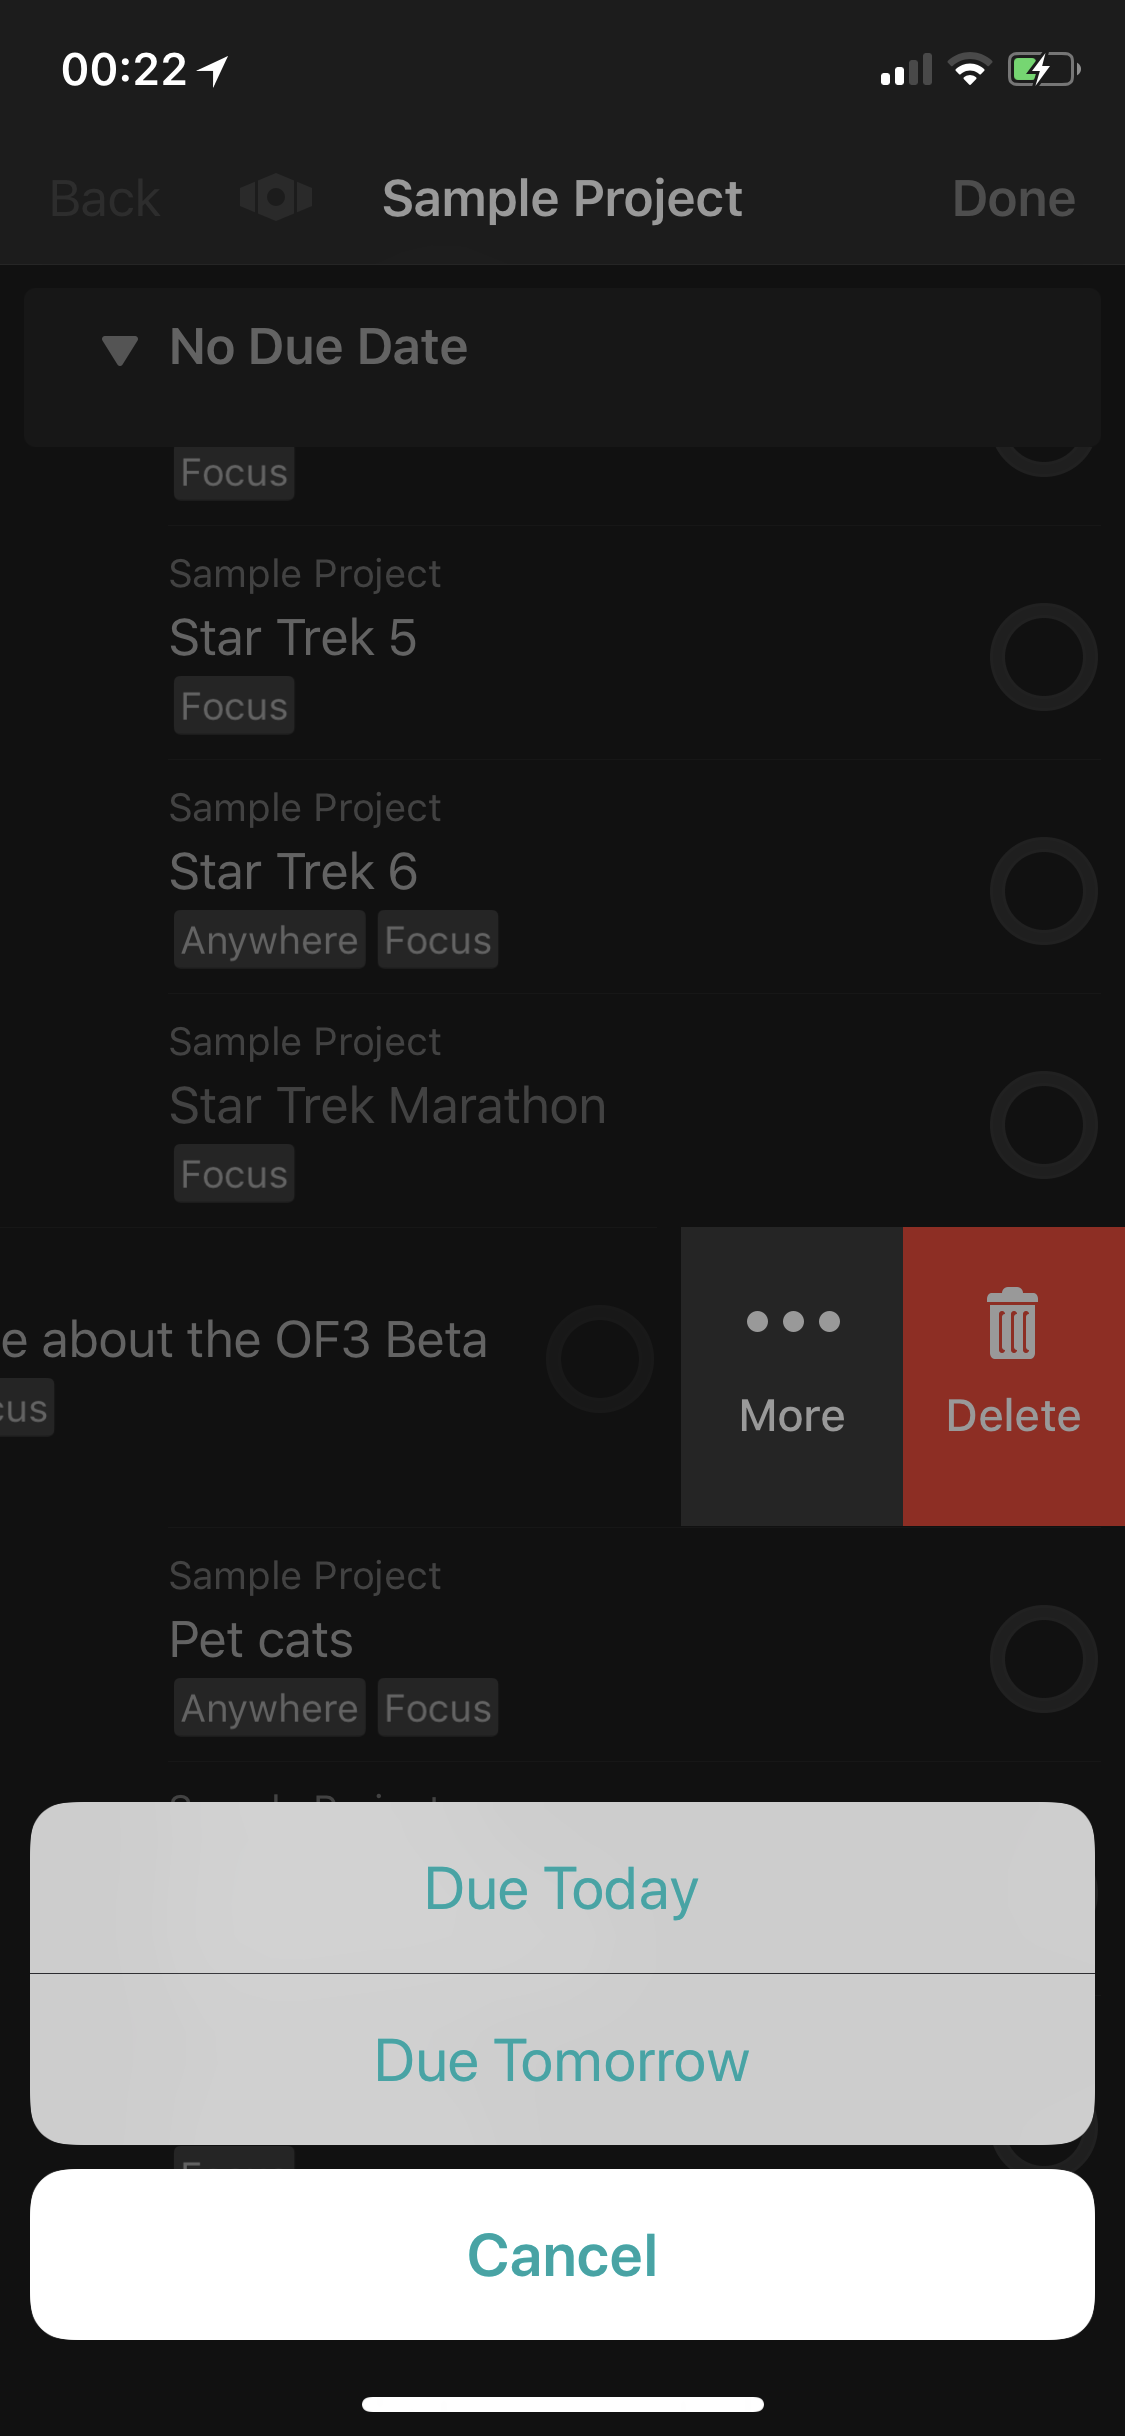 00:22
Back Sample Project Done
No Due Date
Focus
Sample Project
Star Trek 5
Focus
Sample Project
Star Trek 6
Anywhere Focus
Sample Project
Star Trek Marathon
Focus
e about the OF3 Beta
cus
More Delete
Sample Project
Pet cats
Anywhere Focus
Due Today
Due Tomorrow
Cancel